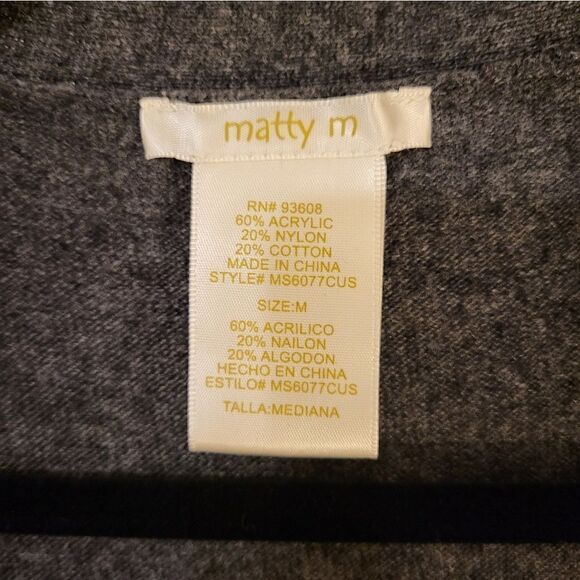 matty m
RN# 93608
60% ACRYLIC
20% NYLON
20% COTTON
MADE IN CHINA
STYLE# MS6077CUS
SIZE:M
60% ACRILICO
20% NAILON
20% ALGODON
HECHO EN CHINA
ESTILO# MS6077CUS
TALLA:MEDIANA